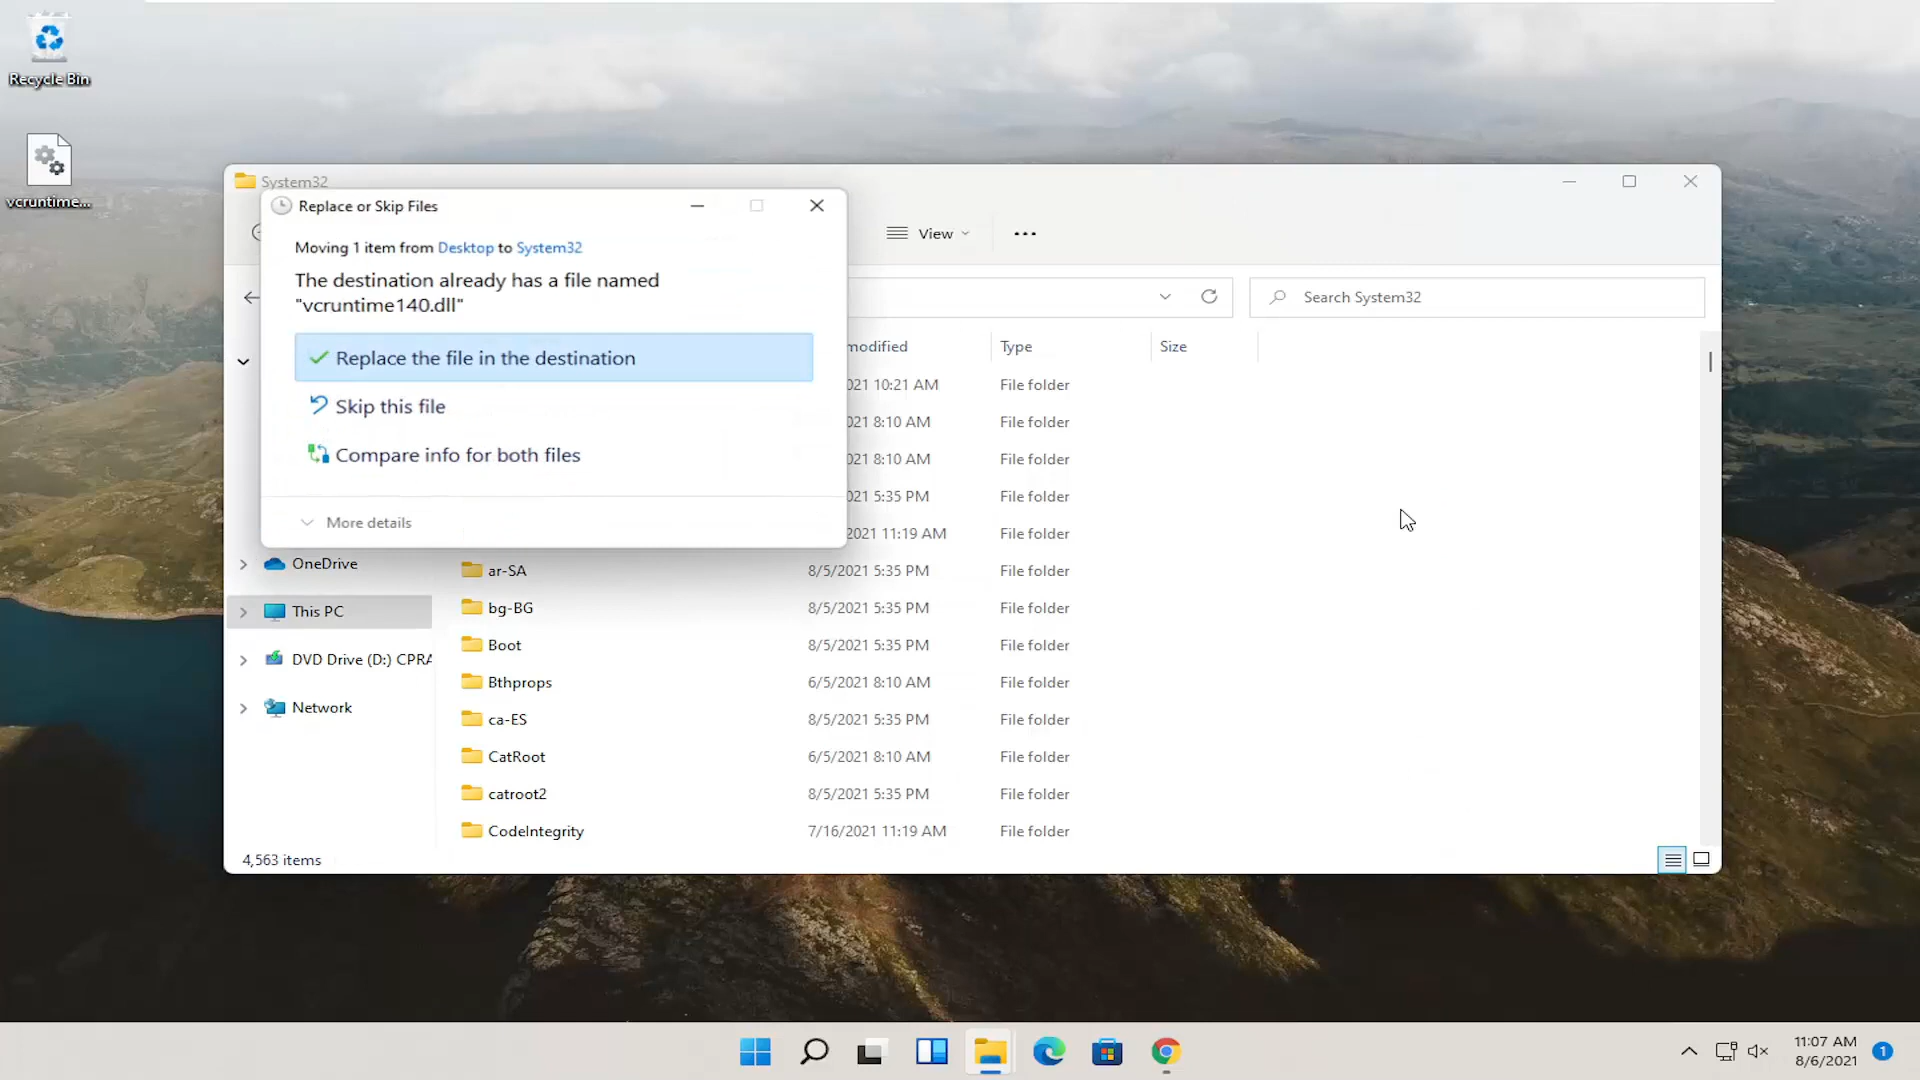 Recycle Bin
vcruntime...
System32
Replace or Skip Files
Moving 1 item from Desktop to System32
The destination already has a file named
"vcruntime140.dll"
Replace the file in the destination
Skip this file
Compare info for both files
More details
View
Search System32
modified
Type
Size
021 10:21 AM
File folder
021 8:10 AM
File folder
021 8:10 AM
File folder
021 5:35 PM
File folder
2021 11:19 AM
File folder
OneDrive
This PC
DVD Drive (D:) CPRA
Network
ar-SA
8/5/2021 5:35 PM
File folder
bg-BG
8/5/2021 5:35 PM
File folder
Boot
8/5/2021 5:35 PM
File folder
Bthprops
6/5/2021 8:10 AM
File folder
ca-ES
8/5/2021 5:35 PM
File folder
CatRoot
6/5/2021 8:10 AM
File folder
catroot2
8/5/2021 5:35 PM
File folder
CodeIntegrity
7/16/2021 11:19 AM
File folder
4,563 items
11:07 AM
8/6/2021
1